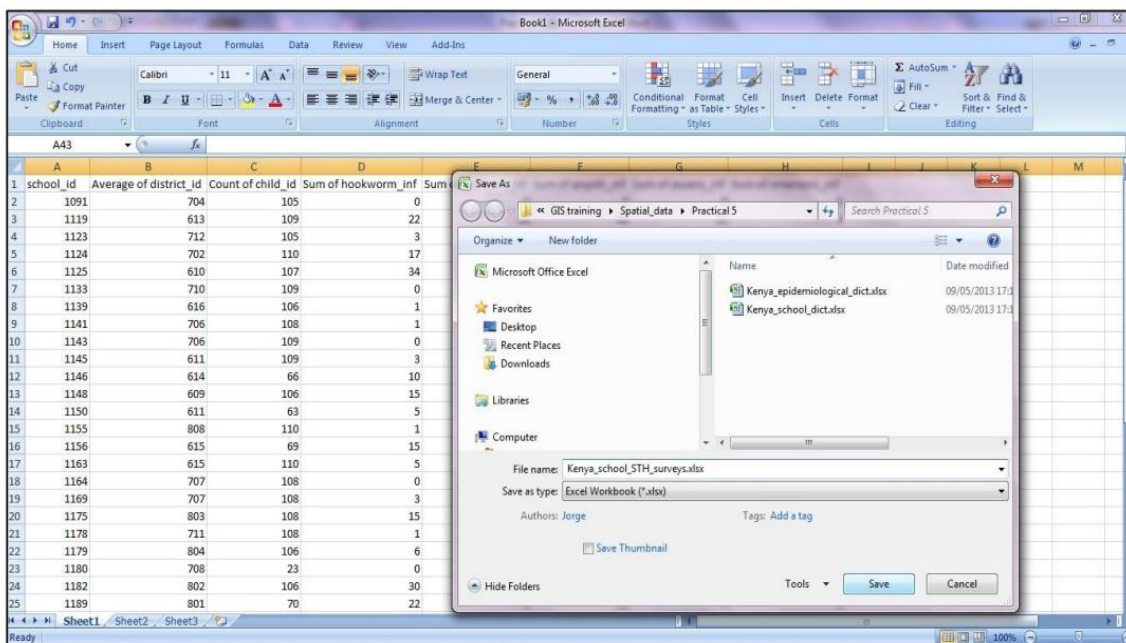 Book1 - Microsoft Excel
Home Insert Page Layout Formulas Data Review View Add-Ins
Paste
Cut
Copy
Format Painter
Clipboard
Calibri 11
B I U
Font
Wrap Text
Merge & Center
Alignment
General
Number
Conditional Formatting
Format as Table
Cell Styles
Styles
Insert Delete Format
Cells
AutoSum
Fill
Clear
Sort & Filter
Find & Select
Editing
A43 fx
A B C D E F G H I J K L M
1 school_id Average of district_id Count of child_id Sum of hookworm_inf Sum
2 1091 704 105 0
3 1119 613 109 22
4 1123 712 105 3
5 1124 702 110 17
6 1125 610 107 34
7 1133 710 109 0
8 1139 616 106 1
9 1141 706 108 1
10 1143 706 109 0
11 1145 611 109 3
12 1146 614 66 10
13 1148 609 106 15
14 1150 611 63 5
15 1155 808 110 1
16 1156 615 69 15
17 1163 615 110 5
18 1164 707 108 0
19 1169 707 108 3
20 1175 803 108 15
21 1178 711 108 1
22 1179 804 106 6
23 1180 708 23 0
24 1182 802 106 30
25 1189 801 70 22
Sheet1 Sheet2 Sheet3
Ready 100%
Save As
« GIS training Spatial_data Practical 5 Search Practical 5
Organize New folder
Microsoft Office Excel
Favorites
Desktop
Recent Places
Downloads
Libraries
Computer
Name Date modified
Kenya_epidemiological_dict.xlsx 09/05/2013 17:1
Kenya_school_dict.xlsx 09/05/2013 17:1
File name: Kenya_school_STH_surveys.xlsx
Save as type: Excel Workbook (*.xlsx)
Authors: Jorge Tags: Add a tag
Save Thumbnail
Hide Folders Tools Save Cancel